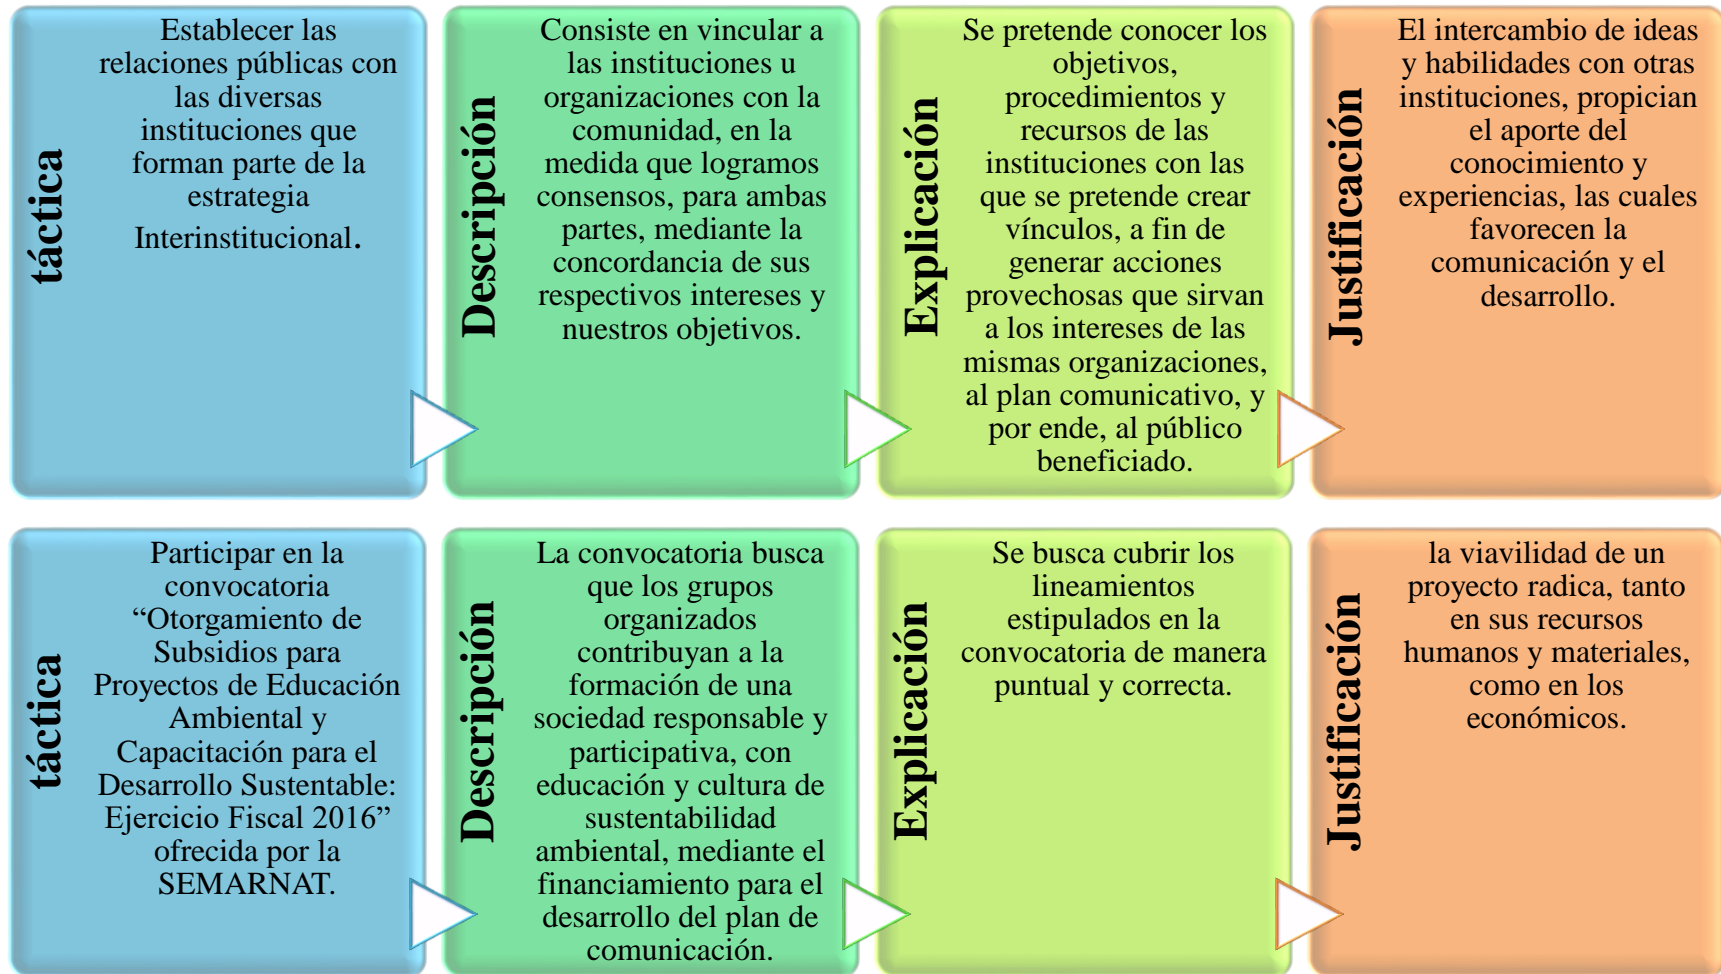 táctica
Establecer las
relaciones públicas con
las diversas
instituciones que
forman parte de la
estrategia
Interinstitucional.
Descripción
Consiste en vincular a
las instituciones u
organizaciones con la
comunidad, en la
medida que logramos
consensos, para ambas
partes, mediante la
concordancia de sus
respectivos intereses y
nuestros objetivos.
Explicación
Se pretende conocer los
objetivos,
procedimientos y
recursos de las
instituciones con las
que se pretende crear
vínculos, a fin de
generar acciones
provechosas que sirvan
a los intereses de las
mismas organizaciones,
al plan comunicativo, y
por ende, al público
beneficiado.
Justificación
El intercambio de ideas
y habilidades con otras
instituciones, propician
el aporte del
conocimiento y
experiencias, las cuales
favorecen la
comunicación y el
desarrollo.
táctica
Participar en la
convocatoria
“Otorgamiento de
Subsidios para
Proyectos de Educación
Ambiental y
Capacitación para el
Desarrollo Sustentable:
Ejercicio Fiscal 2016”
ofrecida por la
SEMARNAT.
Descripción
La convocatoria busca
que los grupos
organizados
contribuyan a la
formación de una
sociedad responsable y
participativa, con
educación y cultura de
sustentabilidad
ambiental, mediante el
financiamiento para el
desarrollo del plan de
comunicación.
Explicación
Se busca cubrir los
lineamientos
estipulados en la
convocatoria de manera
puntual y correcta.
Justificación
la viavilidad de un
proyecto radica, tanto
en sus recursos
humanos y materiales,
como en los
económicos.